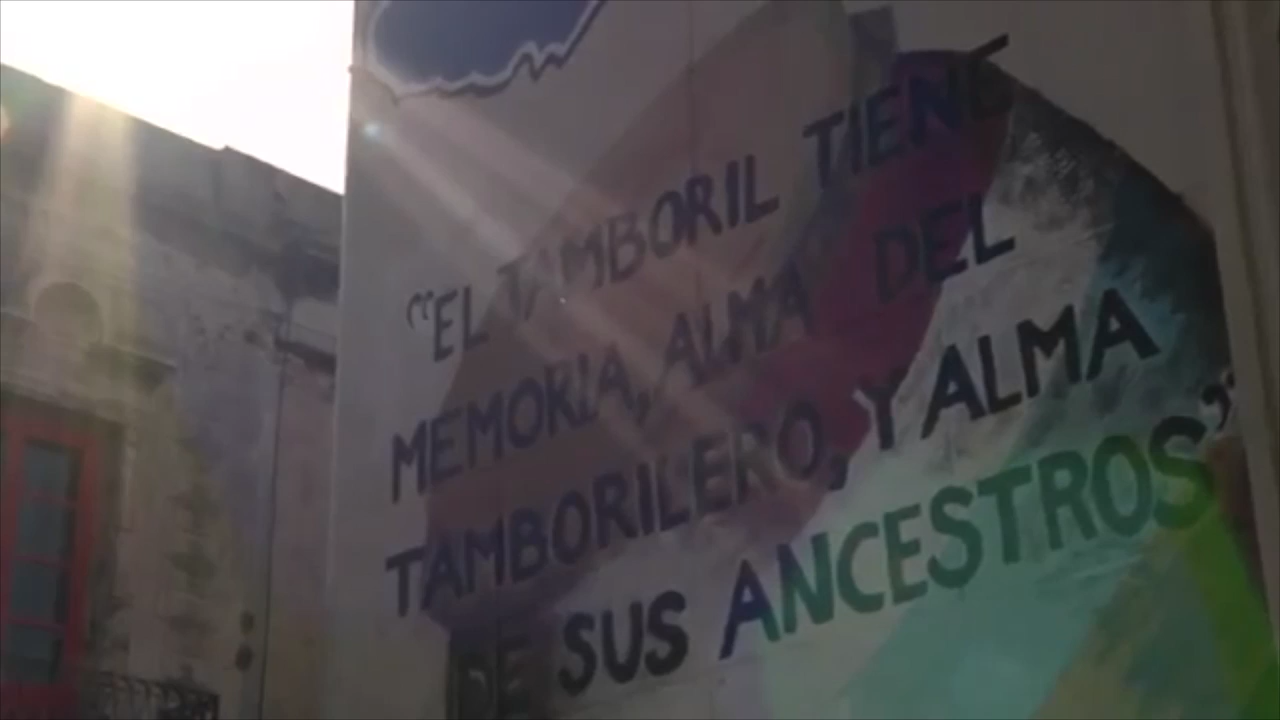 “EL TAMBORIL TIENE
MEMORIA, ALMA DEL
TAMBORILERO, Y ALMA
DE SUS ANCESTROS”